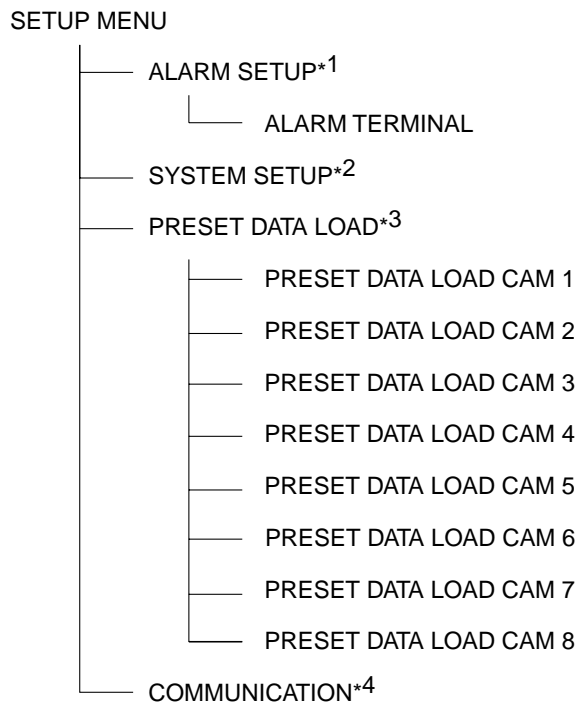 SETUP MENU
ALARM SETUP*1
ALARM TERMINAL
SYSTEM SETUP*2
PRESET DATA LOAD*3
PRESET DATA LOAD CAM 1
PRESET DATA LOAD CAM 2
PRESET DATA LOAD CAM 3
PRESET DATA LOAD CAM 4
PRESET DATA LOAD CAM 5
PRESET DATA LOAD CAM 6
PRESET DATA LOAD CAM 7
PRESET DATA LOAD CAM 8
COMMUNICATION*4